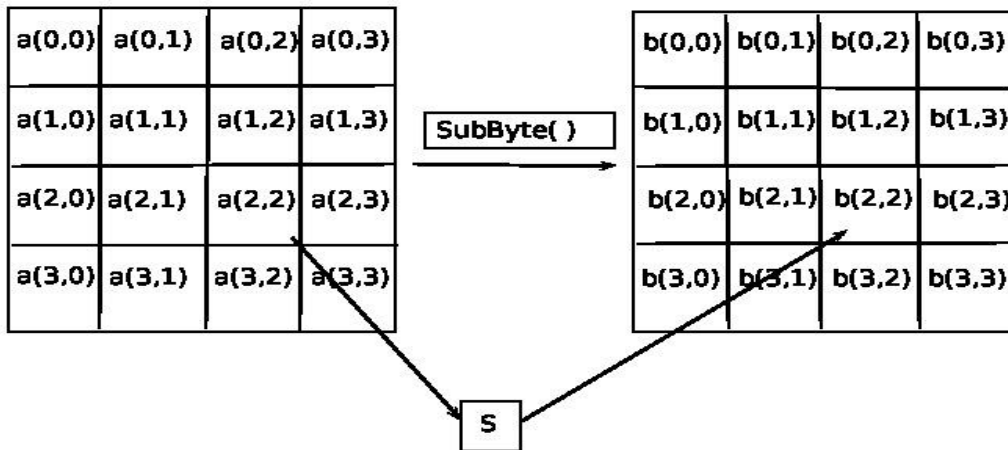 a(0,0) a(0,1) a(0,2) a(0,3)
a(1,0) a(1,1) a(1,2) a(1,3)
a(2,0) a(2,1) a(2,2) a(2,3)
a(3,0) a(3,1) a(3,2) a(3,3)
SubByte( )
b(0,0) b(0,1) b(0,2) b(0,3)
b(1,0) b(1,1) b(1,2) b(1,3)
b(2,0) b(2,1) b(2,2) b(2,3)
b(3,0) b(3,1) b(3,2) b(3,3)
S